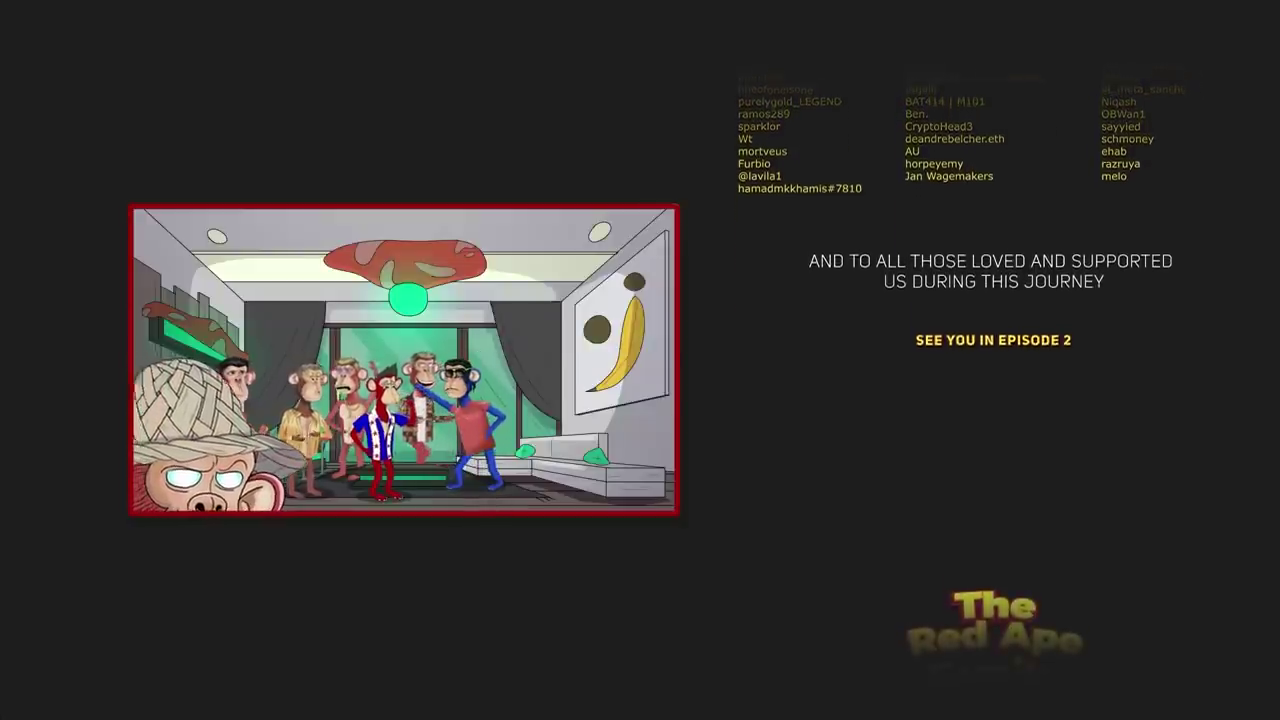 purelygold_LEGEND
ramos289
sparklor
Wt
mortveus
Furbio
@lavila1
hamadmkkhamis#7810
BAT414 | M101
Ben.
CryptoHead3
deandrebelcher.eth
AU
horpeyemy
Jan Wagemakers
Niqash
OBWan1
sayyied
schmoney
ehab
razruya
melo
AND TO ALL THOSE LOVED AND SUPPORTED
US DURING THIS JOURNEY
SEE YOU IN EPISODE 2
The
Red Ape